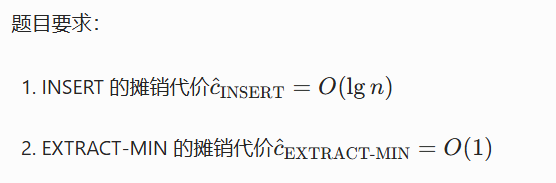 题目要求：
1. INSERT 的摊销代价ĉ_INSERT = O(lg n)
2. EXTRACT-MIN 的摊销代价ĉ_EXTRACT-MIN = O(1)